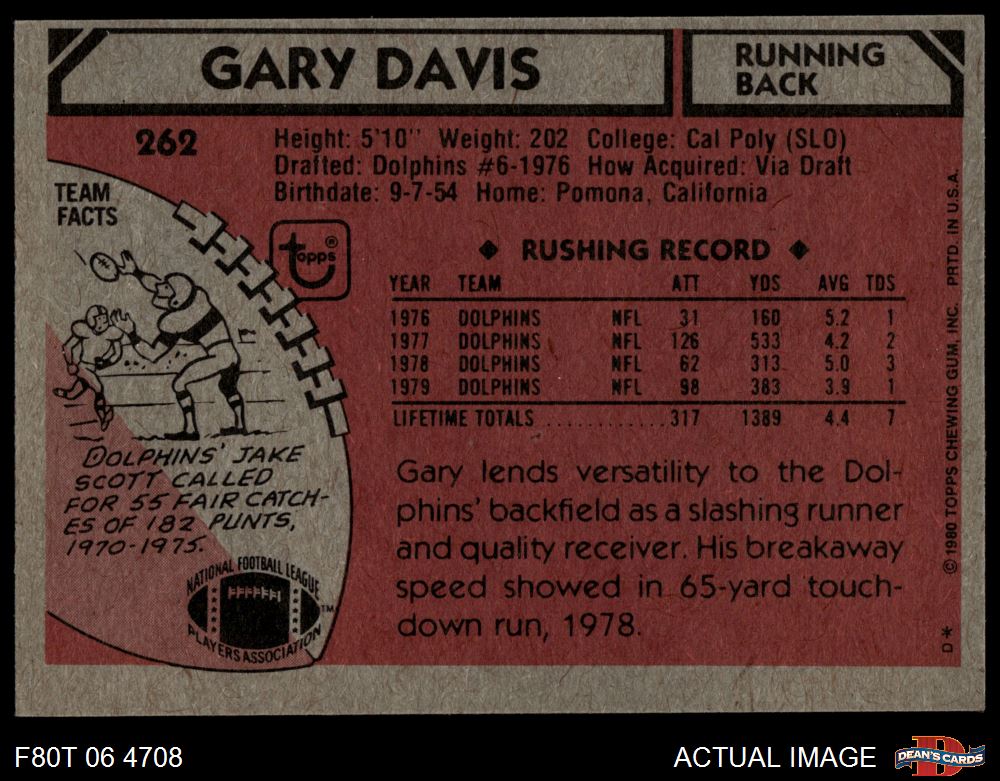 GARY DAVIS
RUNNING
BACK
262
Height: 5'10" Weight: 202 College: Cal Poly (SLO)
Drafted: Dolphins #6-1976 How Acquired: Via Draft
Birthdate: 9-7-54 Home: Pomona, California
TEAM
FACTS
topps®
◆ RUSHING RECORD ◆
YEAR TEAM ATT YDS AVG TDS
1976 DOLPHINS NFL 31 160 5.2 1
1977 DOLPHINS NFL 126 533 4.2 2
1978 DOLPHINS NFL 62 313 5.0 3
1979 DOLPHINS NFL 98 383 3.9 1
LIFETIME TOTALS ............317 1389 4.4 7
DOLPHINS' JAKE
SCOTT CALLED
FOR 55 FAIR CATCH-
ES OF 182 PUNTS,
1970-1975.
NATIONAL FOOTBALL LEAGUE
PLAYERS ASSOCIATION
TM
Gary lends versatility to the Dol-
phins' backfield as a slashing runner
and quality receiver. His breakaway
speed showed in 65-yard touch-
down run, 1978.
D* ©1980 TOPPS CHEWING GUM, INC. PRTD. IN U.S.A.
F80T 06 4708
ACTUAL IMAGE
D
DEAN'S CARDS